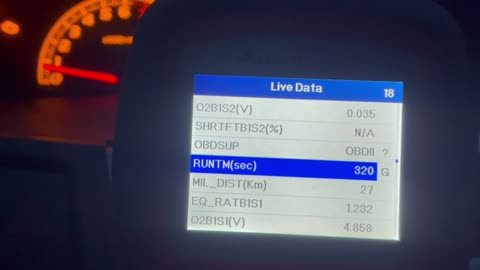 Live Data 18
O2B1S2(V) 0.035
SHRTFTB1S2(%) N/A
OBDSUP OBDII ?
RUNTM(sec) 320 G
MIL_DIST(Km) 27
EQ_RATB1S1 1.232
O2B1S1(V) 4.858